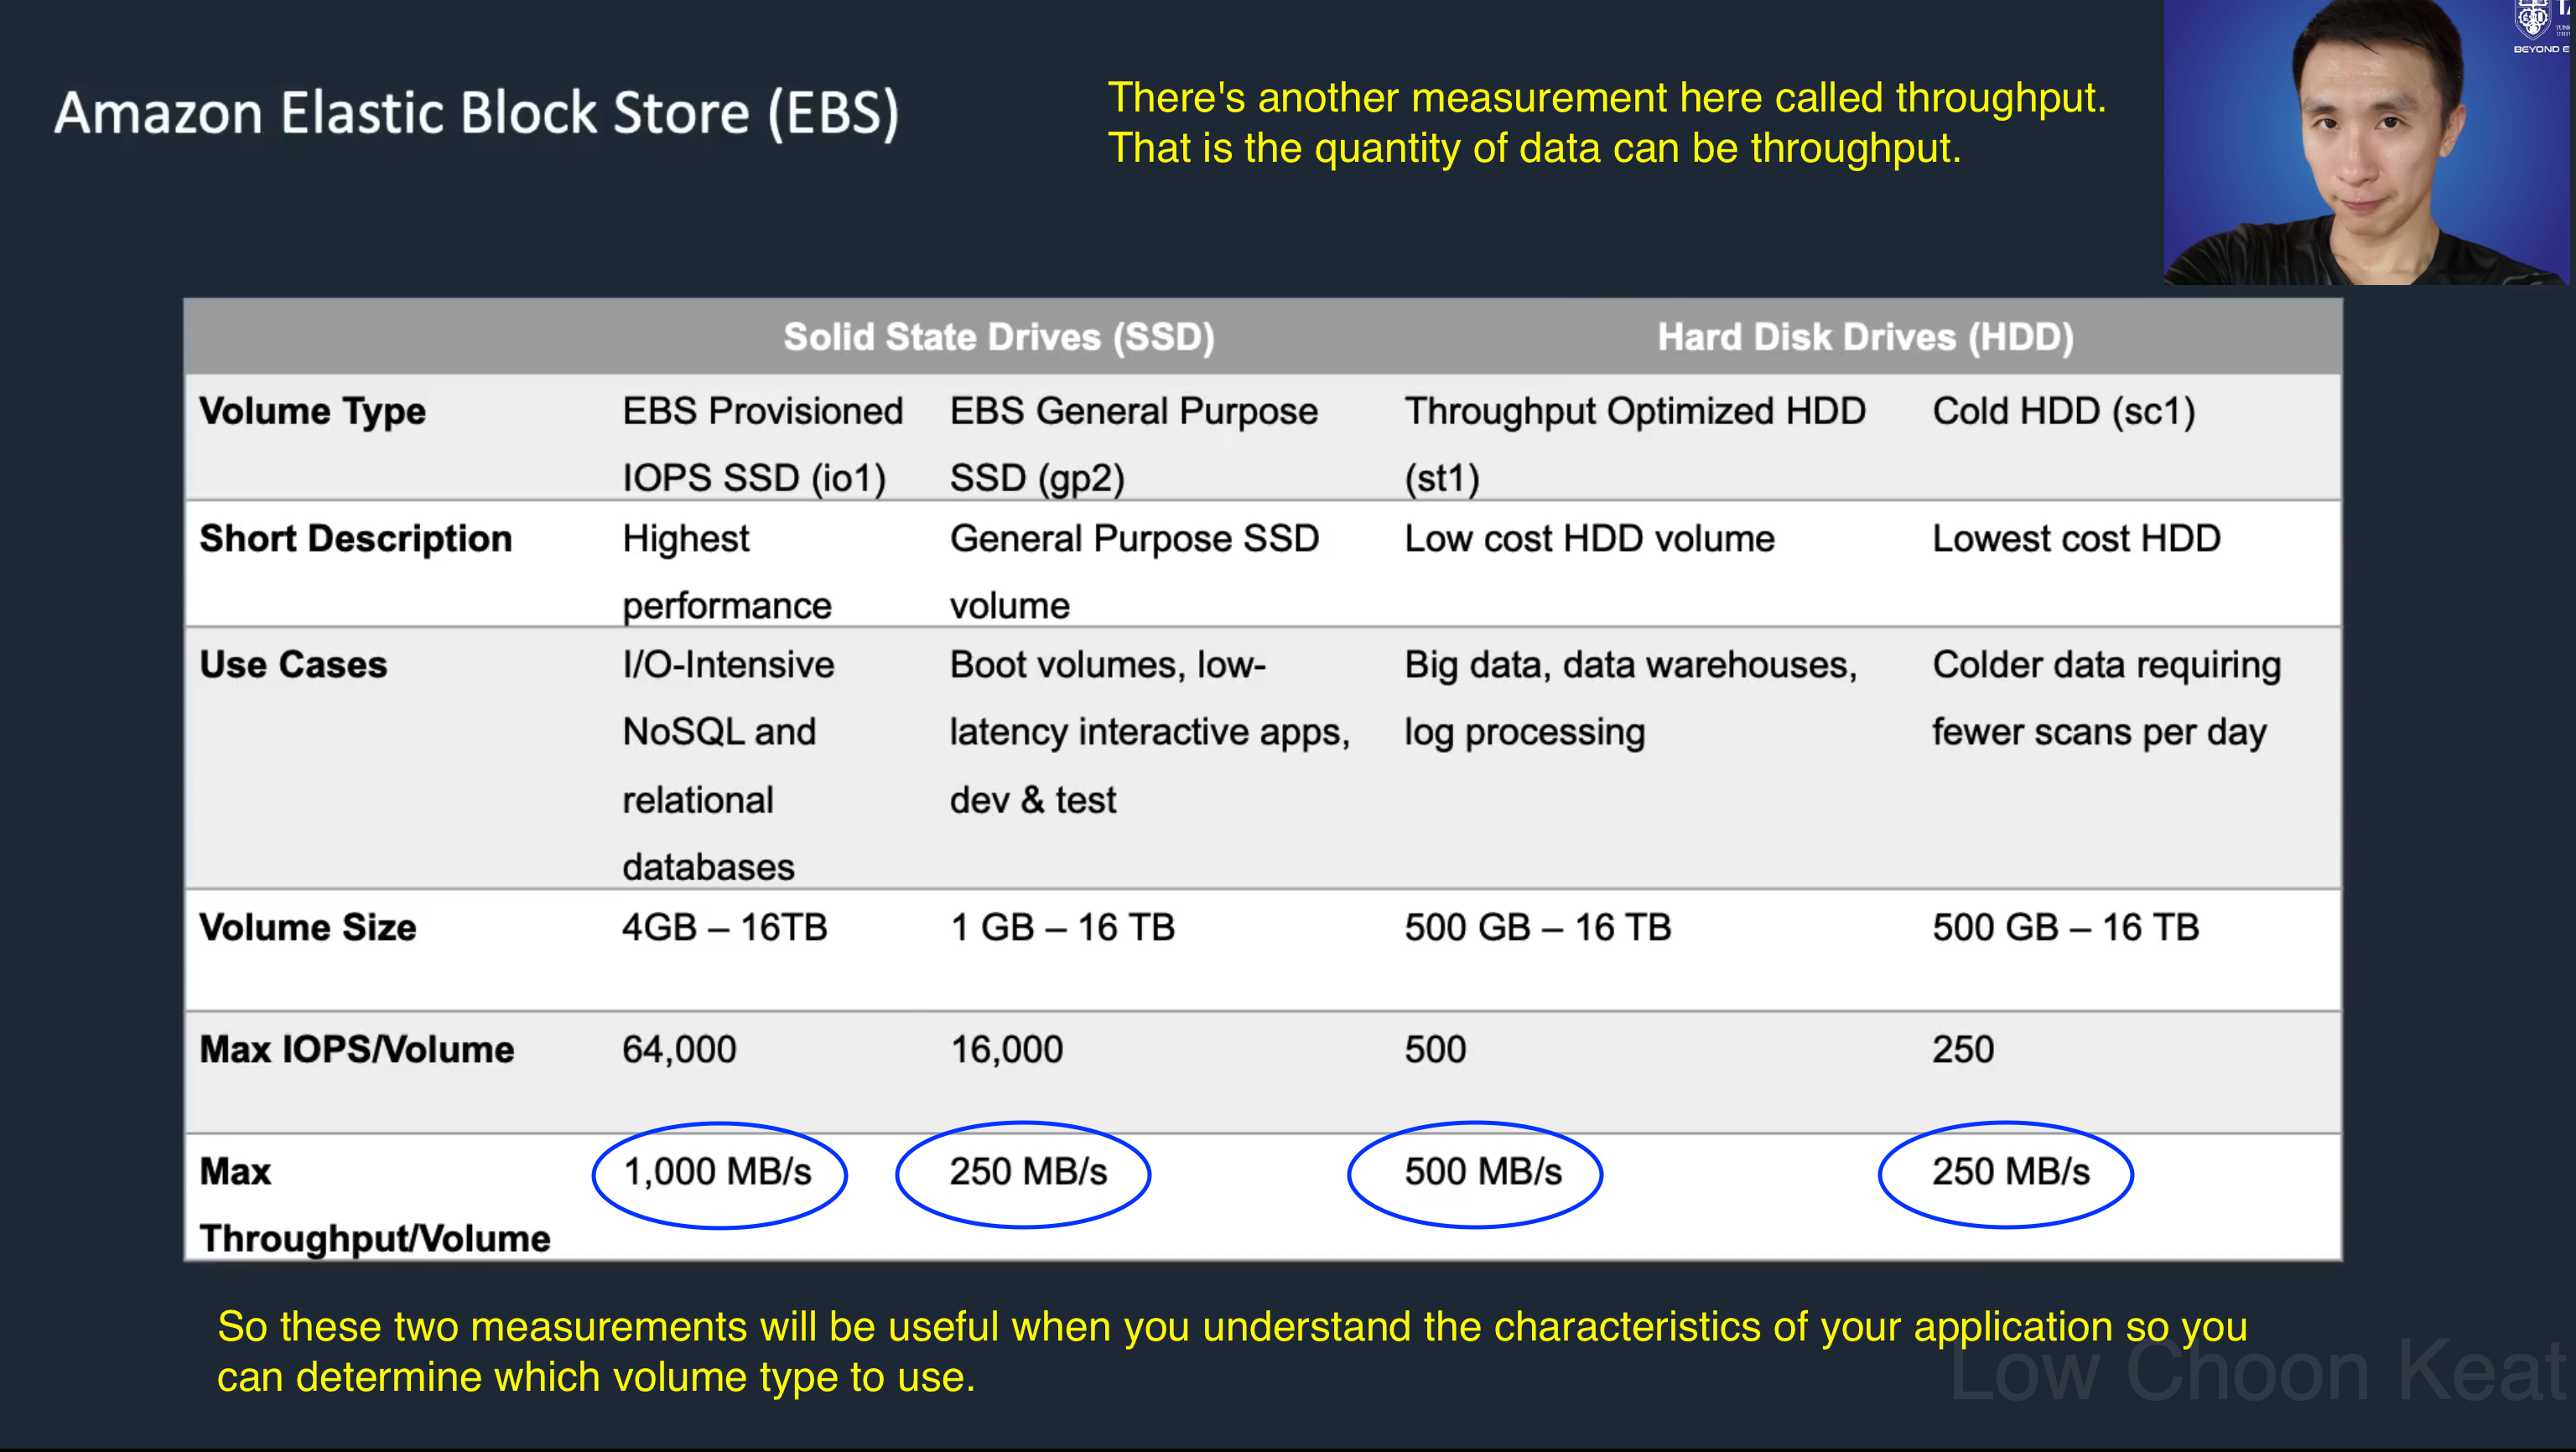 Amazon Elastic Block Store (EBS)
There's another measurement here called throughput.
That is the quantity of data can be throughput.
BEYOND E
Solid State Drives (SSD) Hard Disk Drives (HDD)
Volume Type
EBS Provisioned
IOPS SSD (io1)
EBS General Purpose
SSD (gp2)
Throughput Optimized HDD
(st1)
Cold HDD (sc1)
Short Description
Highest
performance
General Purpose SSD
volume
Low cost HDD volume
Lowest cost HDD
Use Cases
I/O-Intensive
NoSQL and
relational
databases
Boot volumes, low-
latency interactive apps,
dev & test
Big data, data warehouses,
log processing
Colder data requiring
fewer scans per day
Volume Size
4GB – 16TB
1 GB – 16 TB
500 GB – 16 TB
500 GB – 16 TB
Max IOPS/Volume
64,000
16,000
500
250
Max
Throughput/Volume
1,000 MB/s
250 MB/s
500 MB/s
250 MB/s
So these two measurements will be useful when you understand the characteristics of your application so you
can determine which volume type to use.
Low Choon Keat